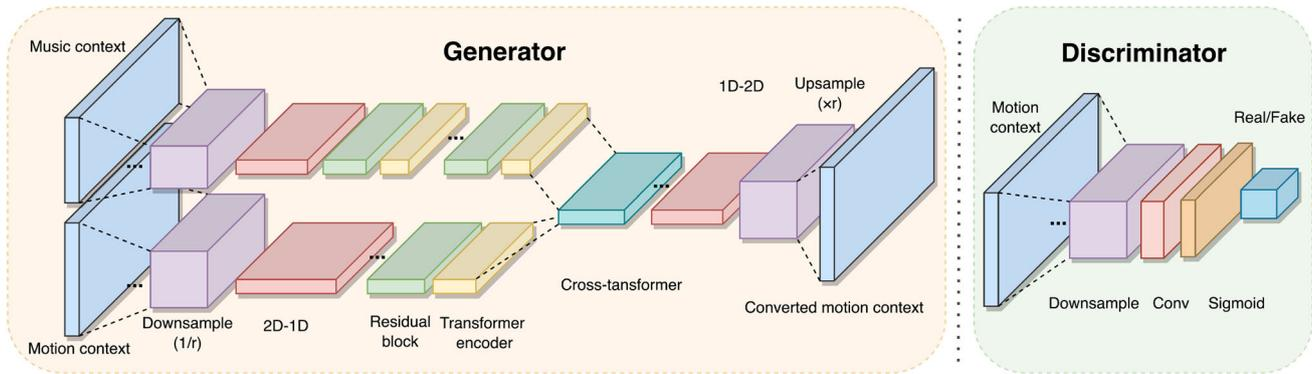 Generator
Music context
1D-2D
Upsample
(×r)
Cross-tansformer
Converted motion context
Downsample
(1/r)
2D-1D
Residual
block
Transformer
encoder
Motion context
Discriminator
Motion
context
Real/Fake
Downsample
Conv
Sigmoid